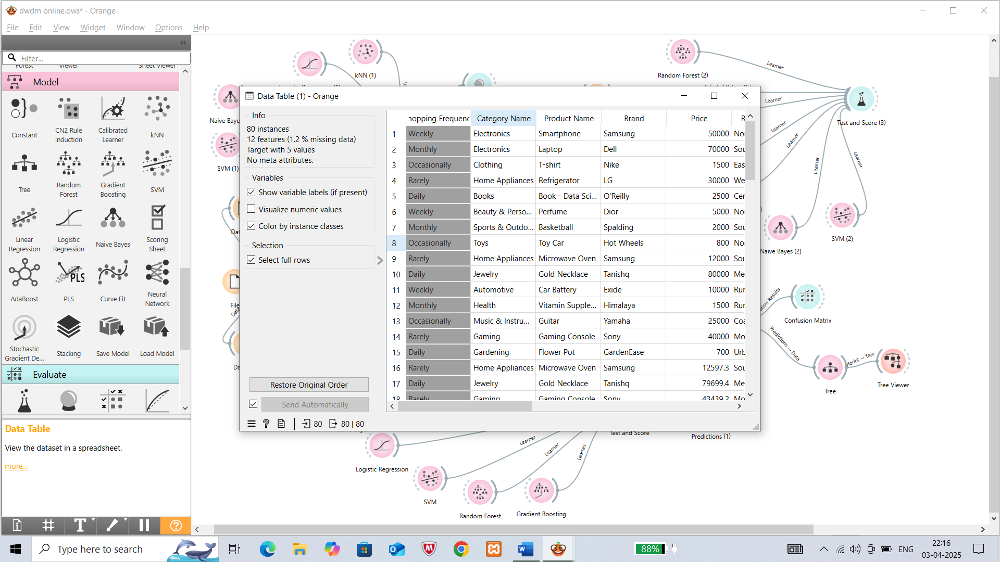 dwdm online.ows* - Orange
File Edit View Widget Window Options Help
Filter...
Forest Viewer Sheet Viewer
Model
Constant
CN2 Rule Induction
Calibrated Learner
kNN
Tree
Random Forest
Gradient Boosting
SVM
Linear Regression
Logistic Regression
Naive Bayes
Scoring Sheet
AdaBoost
PLS
PLS
Curve Fit
Neural Network
Stochastic Gradient De...
Stacking
Save Model
Load Model
Evaluate
Data Table
View the dataset in a spreadsheet.
more...
kNN (1)
Naive Baye
SVM (1)
Dat
File
Data
Da
Random Forest (2)
Learner
Learner
Learner
Learner
Learner
Learner
Test and Score (3)
SVM (2)
Naive Bayes (2)
ation Results
Confusion Matrix
Predictions → Data
Model → Tree
Tree
Tree Viewer
Data Table (1) - Orange
Info
80 instances
12 features (1.2 % missing data)
Target with 5 values
No meta attributes.
Variables
Show variable labels (if present)
Visualize numeric values
Color by instance classes
Selection
Select full rows
Restore Original Order
Send Automatically
80 80 | 80
hopping Frequenc Category Name Product Name Brand Price R
1 Weekly Electronics Smartphone Samsung 50000 No
2 Monthly Electronics Laptop Dell 70000 Sou
3 Occasionally Clothing T-shirt Nike 1500 Eas
4 Rarely Home Appliances Refrigerator LG 30000 We
5 Daily Books Book - Data Sci... O'Reilly 2500 Cer
6 Weekly Beauty & Perso... Perfume Dior 5000 No
7 Monthly Sports & Outdo... Basketball Spalding 2000 Sou
8 Occasionally Toys Toy Car Hot Wheels 800 No
9 Rarely Home Appliances Microwave Oven Samsung 12000 Sou
10 Daily Jewelry Gold Necklace Tanishq 80000 Me
11 Weekly Automotive Car Battery Exide 10000 Rur
12 Monthly Health Vitamin Supple... Himalaya 1500 Rur
13 Occasionally Music & Instru... Guitar Yamaha 25000 Coa
14 Rarely Gaming Gaming Console Sony 40000 Mo
15 Daily Gardening Flower Pot GardenEase 700 Urb
16 Rarely Home Appliances Microwave Oven Samsung 12597.3 Sou
17 Daily Jewelry Gold Necklace Tanishq 79699.4 Me
18 Rarely Gaming Gaming Console Sony 43439.2 Mo
Test and Score
Predictions (1)
Learner
Learner
Learner
Logistic Regression
SVM
Random Forest
Gradient Boosting
Type here to search
88%
ENG
22:16
03-04-2025